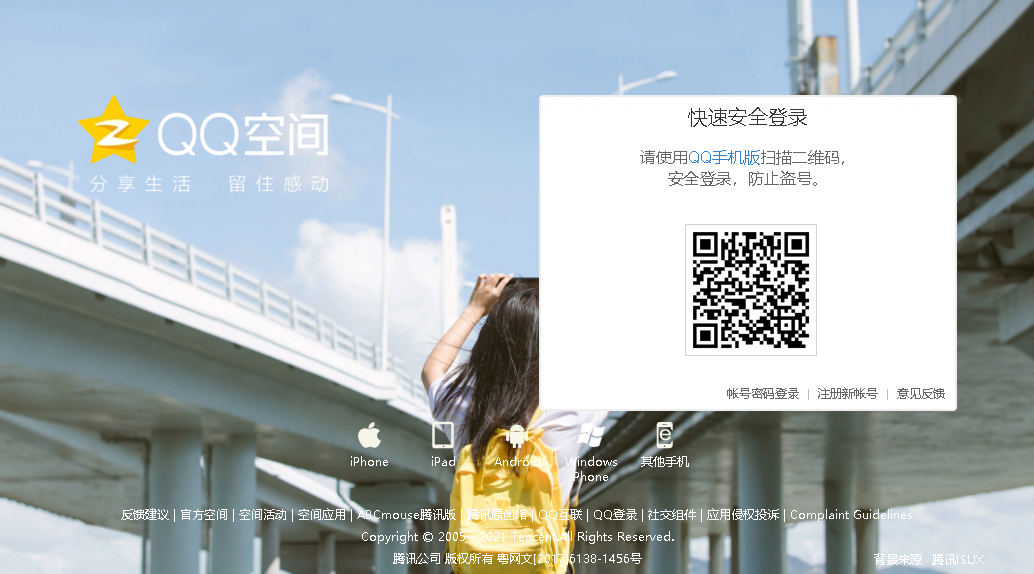 QQ空间
分享生活 留住感动
快速安全登录
请使用QQ手机版扫描二维码，
安全登录，防止盗号。
帐号密码登录 | 注册新帐号 | 意见反馈
iPhone
iPad
Android
Windows Phone
其他手机
反馈建议 | 官方空间 | 空间活动 | 空间应用 | ABCmouse腾讯版 | 腾讯原创馆 | QQ互联 | QQ登录 | 社交组件 | 应用侵权投诉 | Complaint Guidelines
Copyright © 2005 - 2021 Tencent.All Rights Reserved.
腾讯公司 版权所有 粤网文[2017]6138-1456号
背景来源 腾讯ISUX